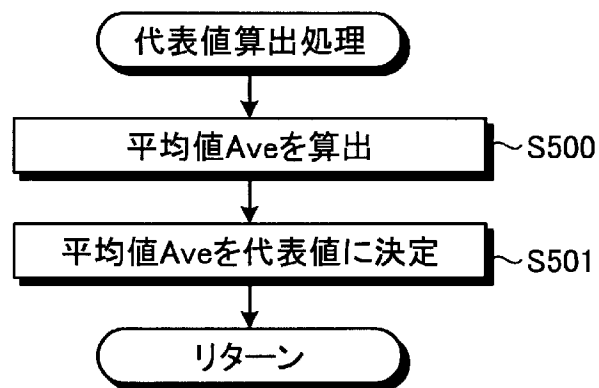 代表値算出処理
平均値Aveを算出
S500
平均値Aveを代表値に決定
S501
リターン